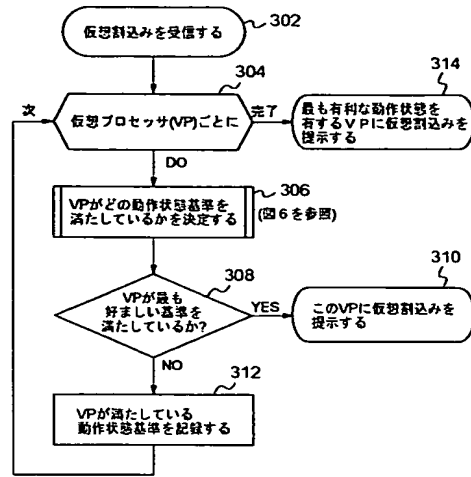 仮想割込みを受信する
302
304
次
仮想プロセッサ(VP)ごとに
完了
314
最も有利な動作状態を
有するVPに仮想割込みを
提示する
DO
306
VPがどの動作状態基準を
満たしているかを決定する
(図6を参照)
308
VPが最も
好ましい基準を
満たしているか?
YES
310
このVPに仮想割込みを
提示する
NO
312
VPが満たしている
動作状態基準を記録する